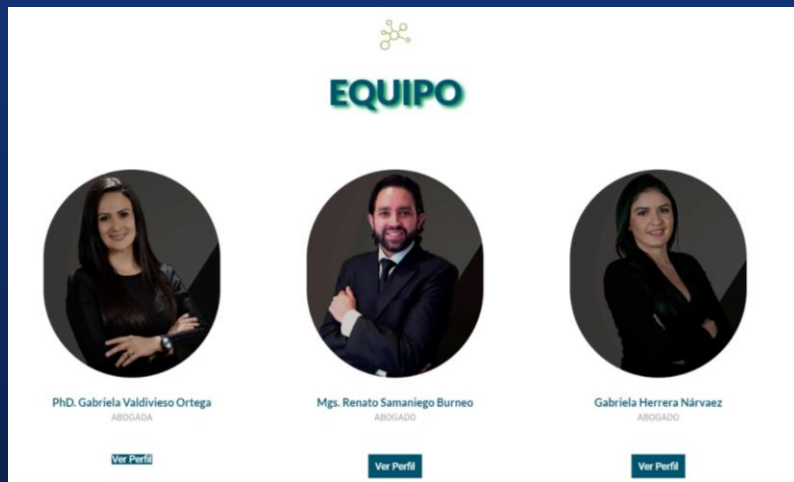 EQUIPO
PhD. Gabriela Valdivieso Ortega
ABOGADA
Ver Perfil
Mgs. Renato Samaniego Burneo
ABOGADO
Ver Perfil
Gabriela Herrera Nárvaez
ABOGADO
Ver Perfil